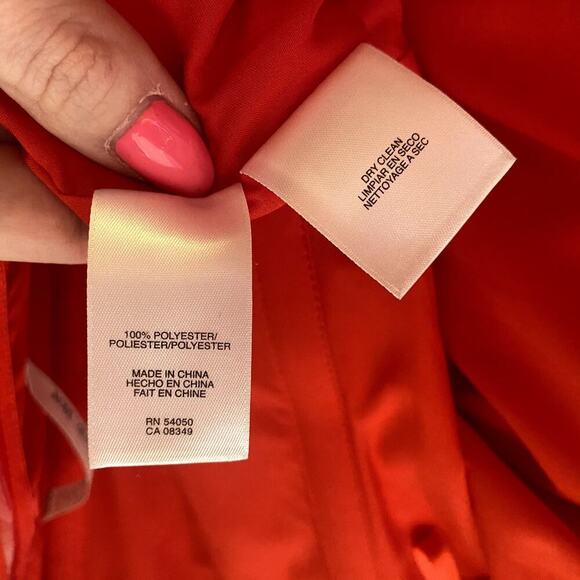 100% POLYESTER/
POLIESTER/POLYESTER
MADE IN CHINA
HECHO EN CHINA
FAIT EN CHINE
RN 54050
CA 08349
DRY CLEAN
LIMPIAR EN SECO
NETTOYAGE A SEC